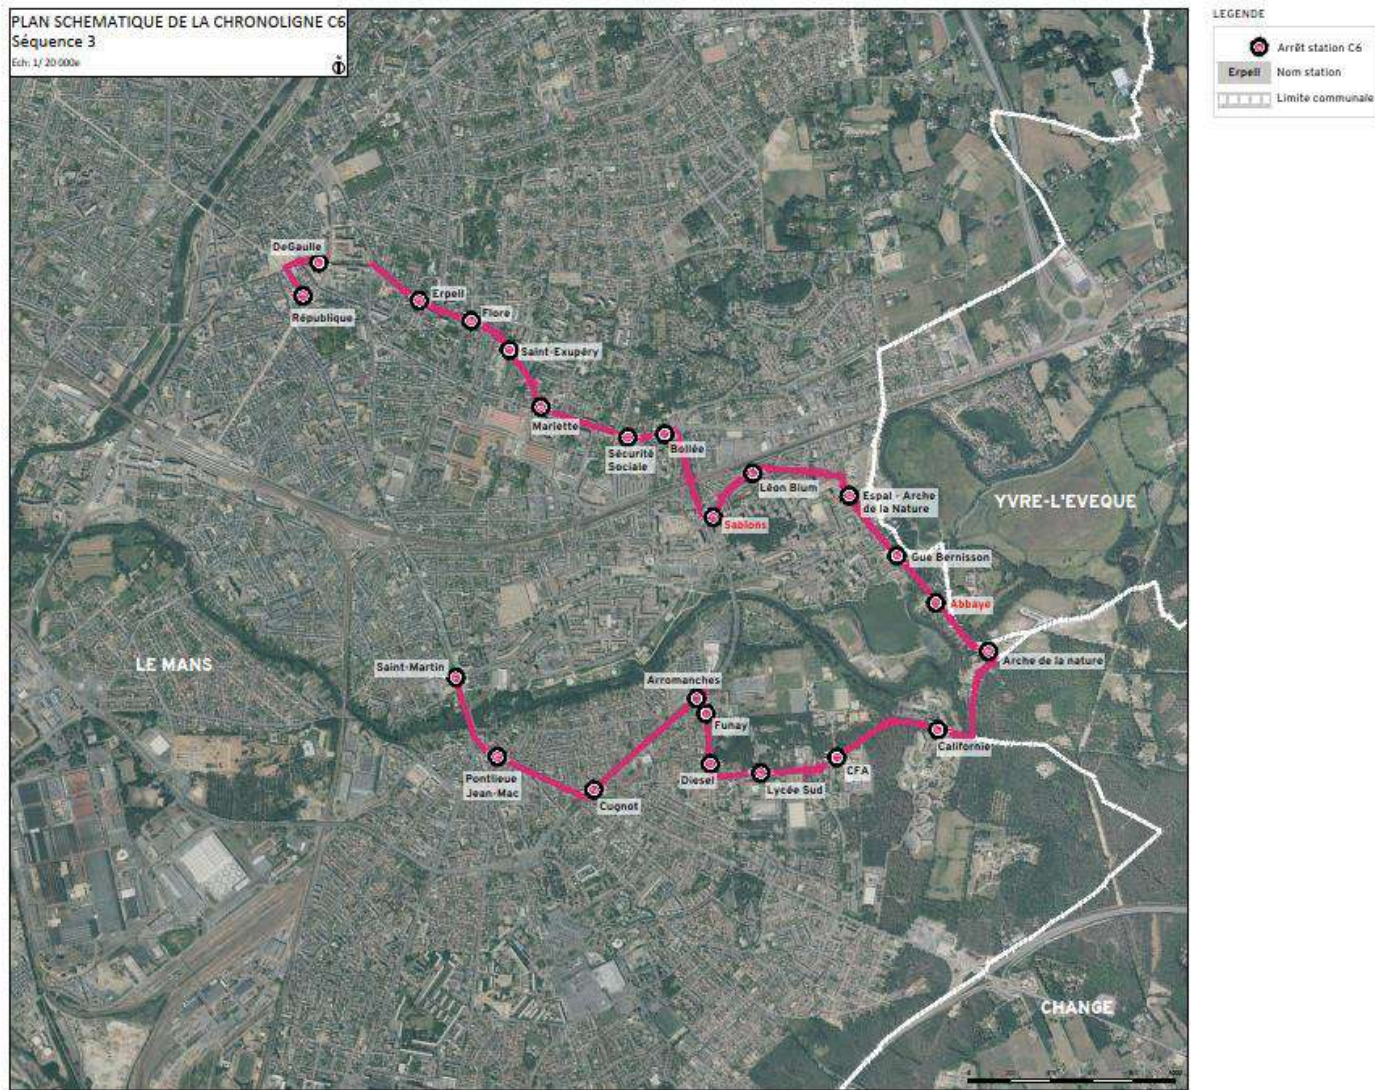 PLAN SCHEMATIQUE DE LA CHRONOLIGNE C6
Séquence 3
Ech: 1/ 20 000e
LEGENDE
Arrêt station C6
Erpell
Nom station
Limite communale
DeGaulle
République
Erpell
Flore
Saint-Exupéry
Mariette
Sécurité
Sociale
Bollée
Léon Blum
Sablons
Espal - Arche
de la Nature
YVRE-L'EVEQUE
Gue Bernisson
Abbaye
Arche de la nature
LE MANS
Saint-Martin
Arromanches
Funay
Californie
Pontlieue
Jean-Mac
Cugnot
Diesel
Lycée Sud
CFA
CHANGE